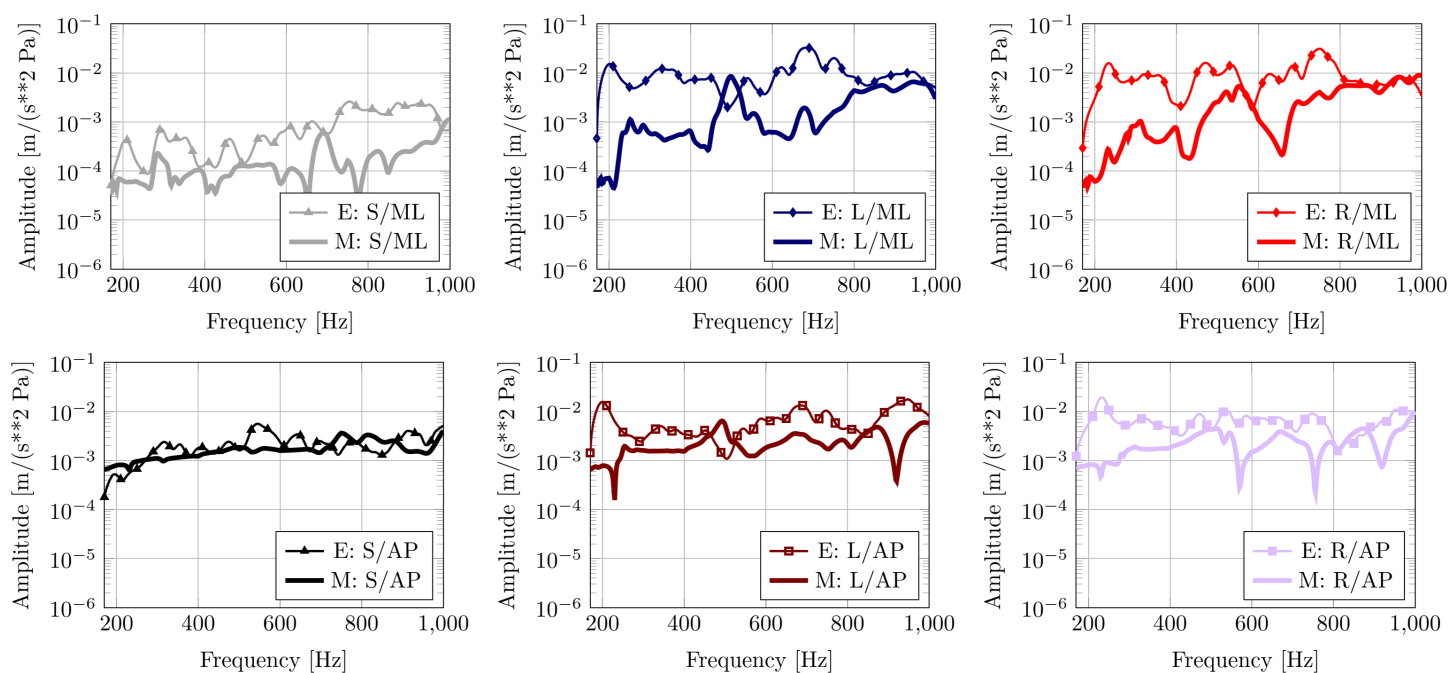 10−1
10−2
10−3
10−4
10−5
10−6
Amplitude [m/(s**2 Pa)]
E: S/ML
M: S/ML
200 400 600 800 1,000
Frequency [Hz]
10−1
10−2
10−3
10−4
10−5
10−6
Amplitude [m/(s**2 Pa)]
E: L/ML
M: L/ML
200 400 600 800 1,000
Frequency [Hz]
10−1
10−2
10−3
10−4
10−5
10−6
Amplitude [m/(s**2 Pa)]
E: R/ML
M: R/ML
200 400 600 800 1,000
Frequency [Hz]
10−1
10−2
10−3
10−4
10−5
10−6
Amplitude [m/(s**2 Pa)]
E: S/AP
M: S/AP
200 400 600 800 1,000
Frequency [Hz]
10−1
10−2
10−3
10−4
10−5
10−6
Amplitude [m/(s**2 Pa)]
E: L/AP
M: L/AP
200 400 600 800 1,000
Frequency [Hz]
10−1
10−2
10−3
10−4
10−5
10−6
Amplitude [m/(s**2 Pa)]
E: R/AP
M: R/AP
200 400 600 800 1,000
Frequency [Hz]